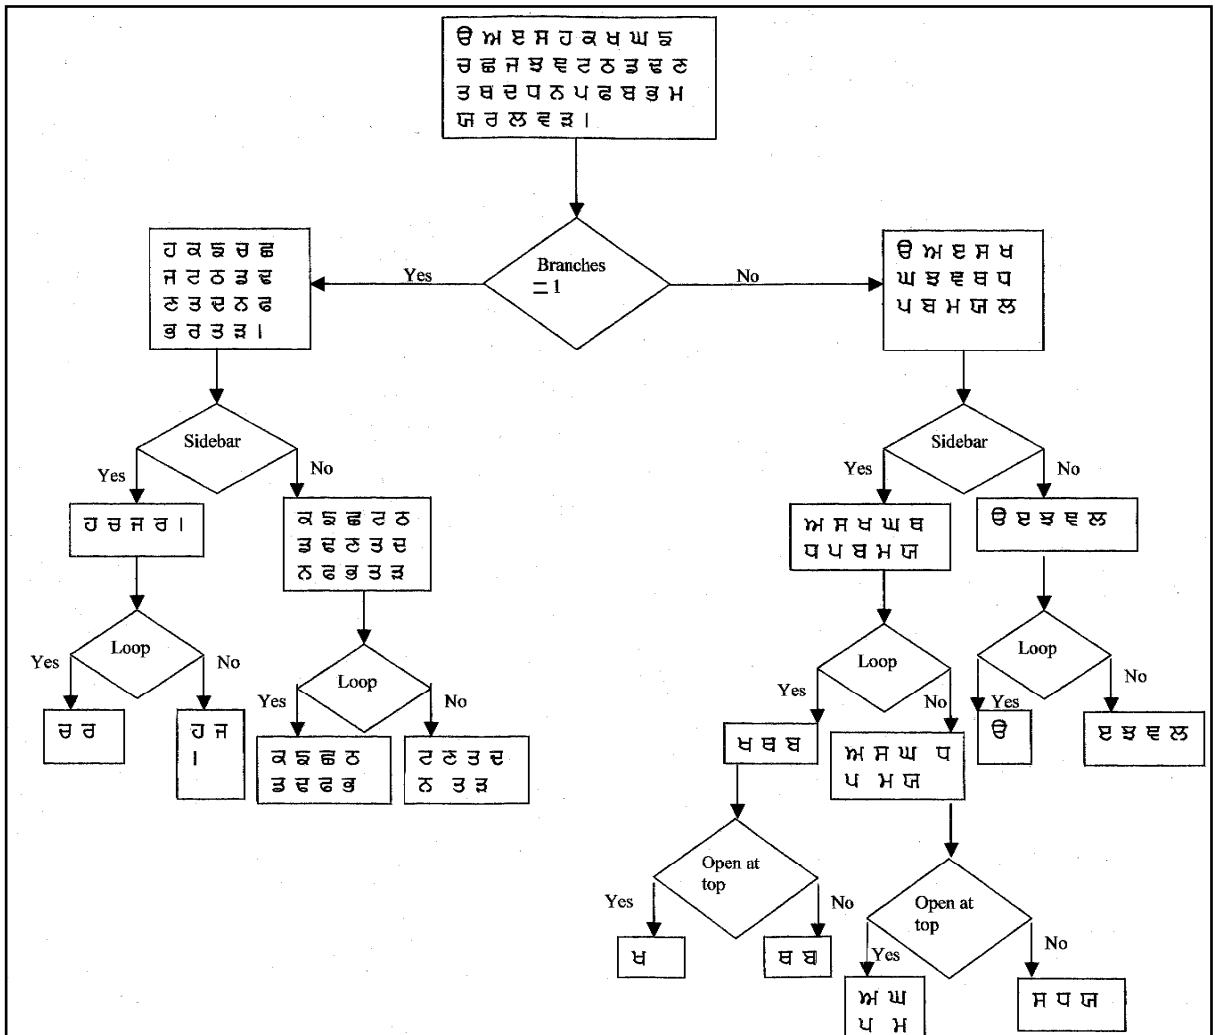 ੳ ਅ ੲ ਸ ਹ ਕ ਖ ਘ ਙ
ਚ ਛ ਜ ਝ ਞ ਟ ਠ ਡ ਢ ਣ
ਤ ਥ ਦ ਧ ਨ ਪ ਫ ਬ ਭ ਮ
ਯ ਰ ਲ ਵ ੜ ।
ਹ ਕ ਙ ਚ ਛ
ਜ ਟ ਠ ਡ ਢ
ਣ ਤ ਦ ਨ ਫ
ਭ ਰ ਤ ੜ ।
Yes
Branches
= 1
No
ੳ ਅ ੲ ਸ ਖ
ਘ ਝ ਞ ਥ ਧ
ਪ ਬ ਮ ਯ ਲ
Sidebar
Yes
No
Sidebar
Yes
No
ਹ ਚ ਜ ਰ ।
ਕ ਙ ਛ ਟ ਠ
ਡ ਢ ਣ ਤ ਦ
ਨ ਫ ਭ ਤ ੜ
ਅ ਸ ਖ ਘ ਥ
ਧ ਪ ਬ ਮ ਯ
ੳ ੲ ਝ ਞ ਲ
Loop
Yes
No
Loop
Yes
No
Loop
Yes
No
Loop
Yes
No
ਚ ਰ
ਹ ਜ
।
ਕ ਙ ਛ ਠ
ਡ ਢ ਫ ਭ
ਟ ਣ ਤ ਦ
ਨ ਤ ੜ
ਖ ਥ ਬ
ਅ ਸ ਘ ਧ
ਪ ਮ ਯ
ੳ
ੲ ਝ ਞ ਲ
Open at
top
Yes
No
Open at
top
Yes
No
ਖ
ਥ ਬ
ਅ ਘ
ਪ ਮ
ਸ ਧ ਯ